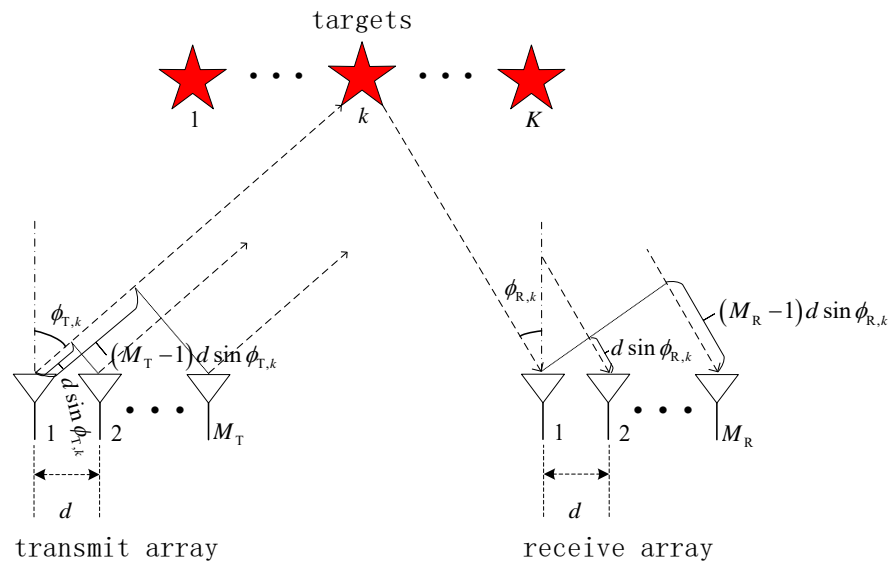 targets
1 • • • k • • • K
ϕ_{T,k}
(M_T −1) d sin ϕ_{T,k}
d sin ϕ_{T,k}
1 2 • • • M_T
d
transmit array
ϕ_{R,k}
(M_R −1) d sin ϕ_{R,k}
d sin ϕ_{R,k}
1 2 • • • M_R
d
receive array